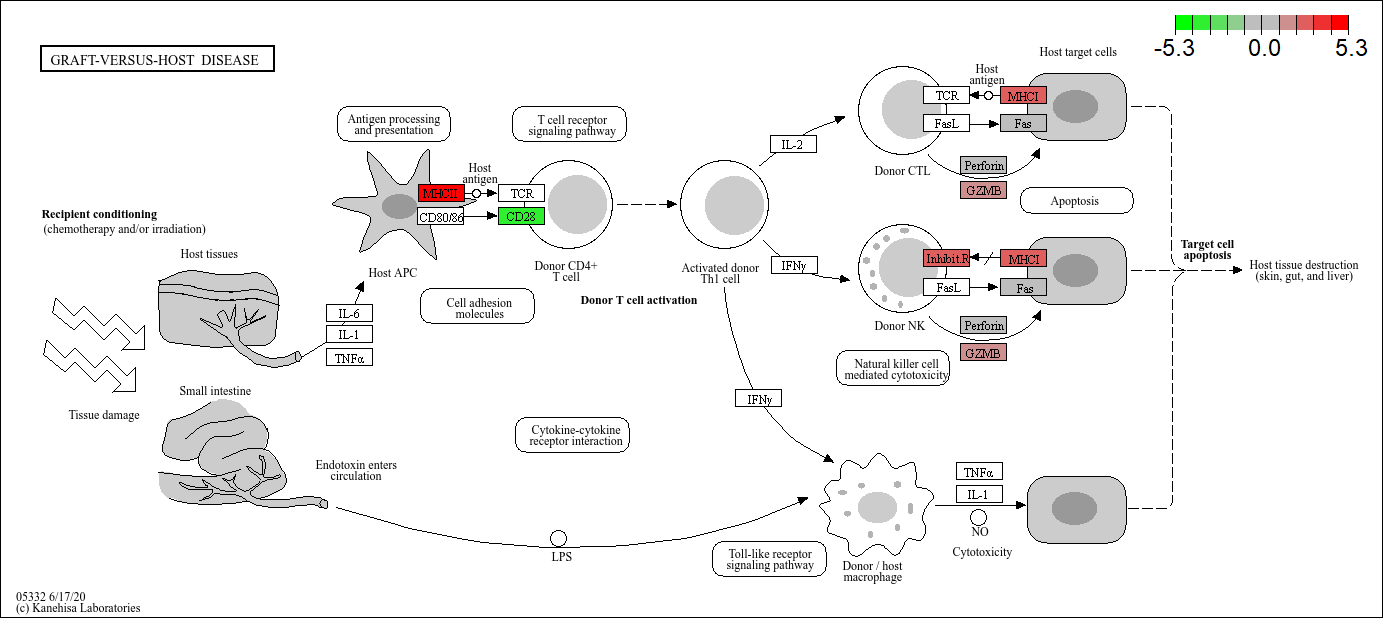 -5.3 0.0 5.3
GRAFT-VERSUS-HOST DISEASE
Host target cells
Host
antigen
TCR
MHCI
FasL
Fas
Donor CTL
Perforin
GZMB
Apoptosis
Antigen processing
and presentation
T cell receptor
signaling pathway
IL-2
Host
antigen
MHCII
TCR
CD80/86
CD28
Host APC
Donor CD4+
T cell
Activated donor
Th1 cell
Donor T cell activation
Cell adhesion
molecules
Recipient conditioning
(chemotherapy and/or irradiation)
Host tissues
IL-6
IL-1
TNFα
Tissue damage
Small intestine
Endotoxin enters
circulation
IFNγ
Inhibit.R
MHCI
FasL
Fas
Donor NK
Perforin
GZMB
Natural killer cell
mediated cytotoxicity
Target cell
apoptosis
Host tissue destruction
(skin, gut, and liver)
IFNγ
Cytokine-cytokine
receptor interaction
LPS
Toll-like receptor
signaling pathway
Donor / host
macrophage
TNFα
IL-1
NO
Cytotoxicity
05332 6/17/20
(c) Kanehisa Laboratories